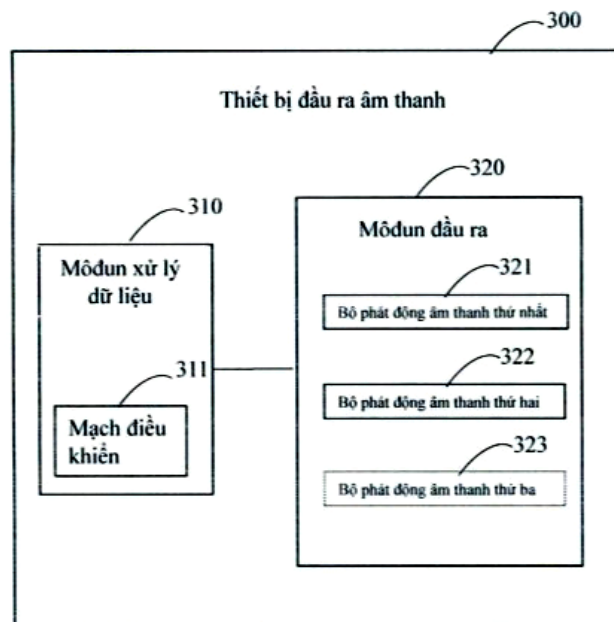 300
Thiết bị đầu ra âm thanh
320
310
Môđun đầu ra
Môđun xử lý
dữ liệu
321
Bộ phát động âm thanh thứ nhất
322
311
Bộ phát động âm thanh thứ hai
Mạch điều
khiển
323
Bộ phát động âm thanh thứ ba